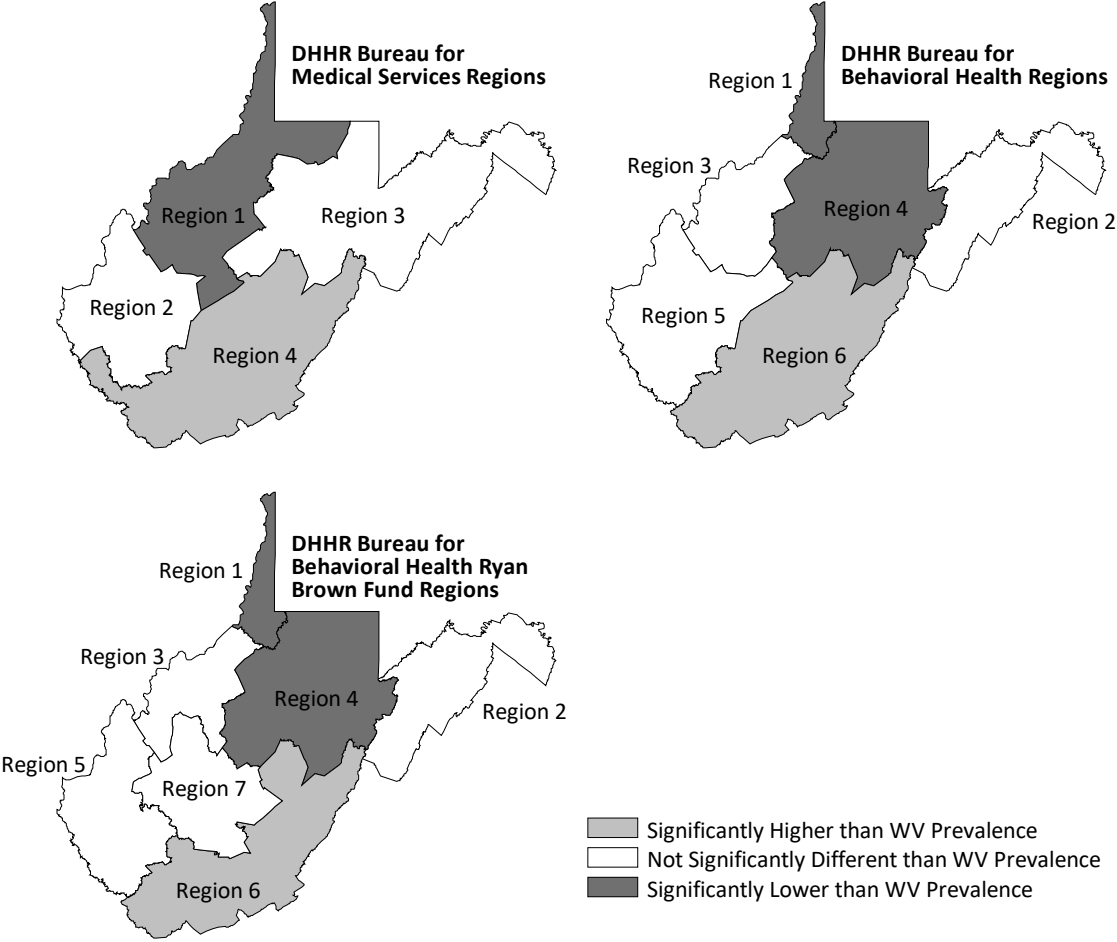 DHHR Bureau for
Medical Services Regions
Region 1
Region 3
Region 2
Region 4
DHHR Bureau for
Behavioral Health Regions
Region 1
Region 3
Region 4
Region 2
Region 5
Region 6
DHHR Bureau for
Behavioral Health Ryan
Brown Fund Regions
Region 1
Region 3
Region 4
Region 2
Region 5
Region 7
Region 6
Significantly Higher than WV Prevalence
Not Significantly Different than WV Prevalence
Significantly Lower than WV Prevalence